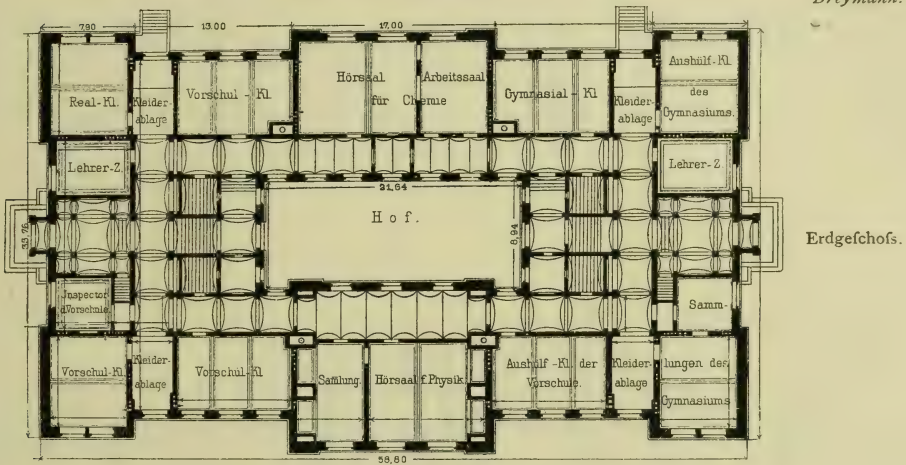 Dreymann.
7,90
13,00
17,00
Real-Kl.
Kleider-
ablage
Vorschul-Kl.
Hörsaal
Arbeitssaal
für Chemie
Gymnasial-Kl.
Kleider-
ablage
Aushülf-Kl.
des
Gymnasiums.
Lehrer-Z.
Lehrer-Z.
21,64
Hof.
8,94
33,76
Erdgeſchoſs.
Inspector
d.Vorschule.
Samm-
Vorschul-Kl.
Kleider-
ablage
Vorschul-Kl.
Samlung.
Hörsaal f. Physik.
Aushülf-Kl. der
Vorschule.
Kleider-
ablage
lungen des
Gymnasiums
58,80